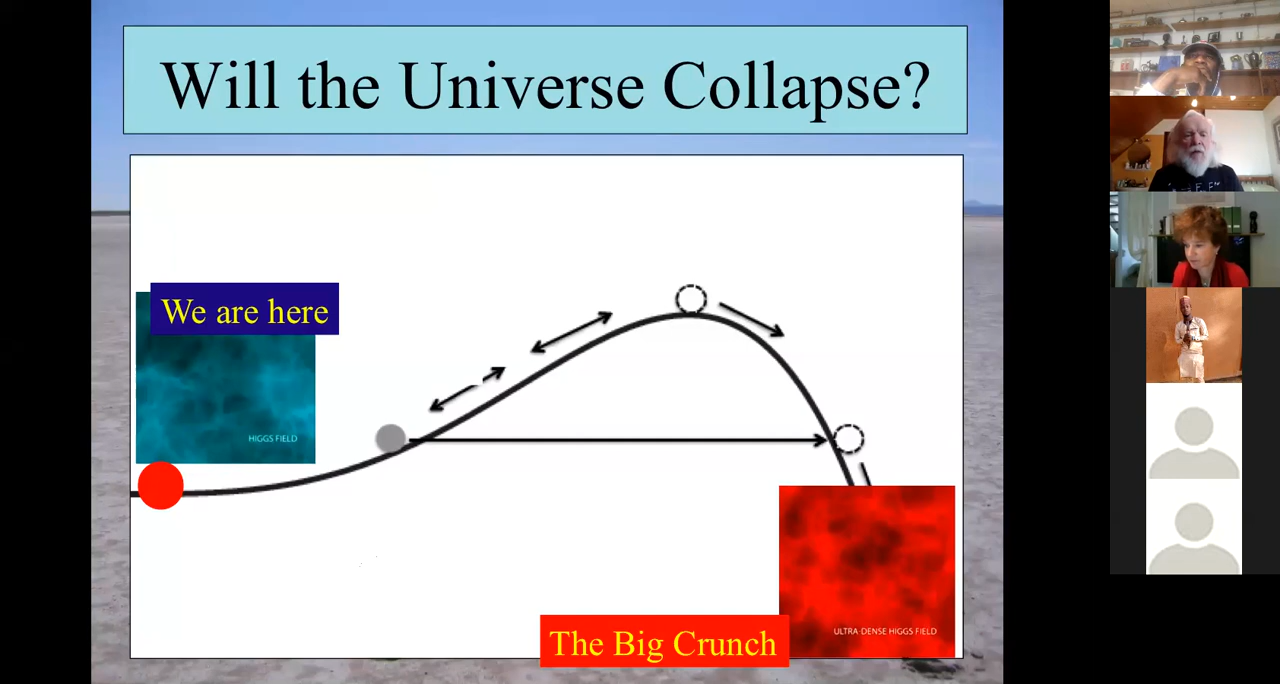 Will the Universe Collapse?
We are here
HIGGS FIELD
ULTRA-DENSE HIGGS FIELD
The Big Crunch